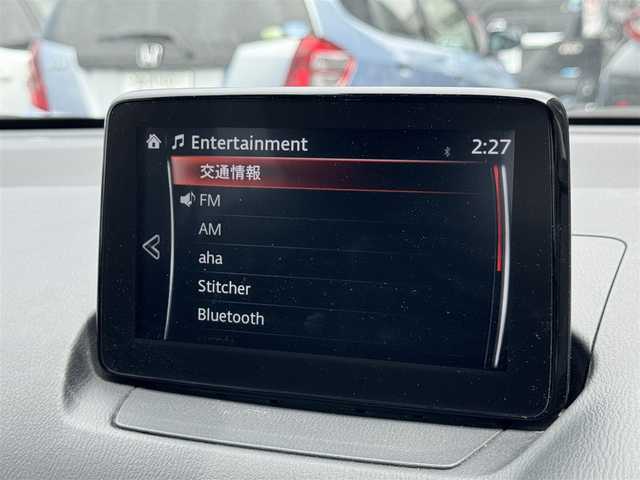 Entertainment
2:27
交通情報
FM
AM
aha
Stitcher
Bluetooth